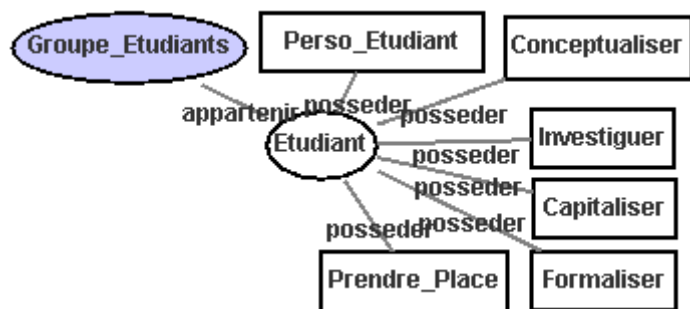 Groupe_Etudiants
Perso_Etudiant
Conceptualiser
appartenir
posseder
posseder
Etudiant
Investiguer
posseder
posseder
Capitaliser
posseder
posseder
Prendre_Place
Formaliser